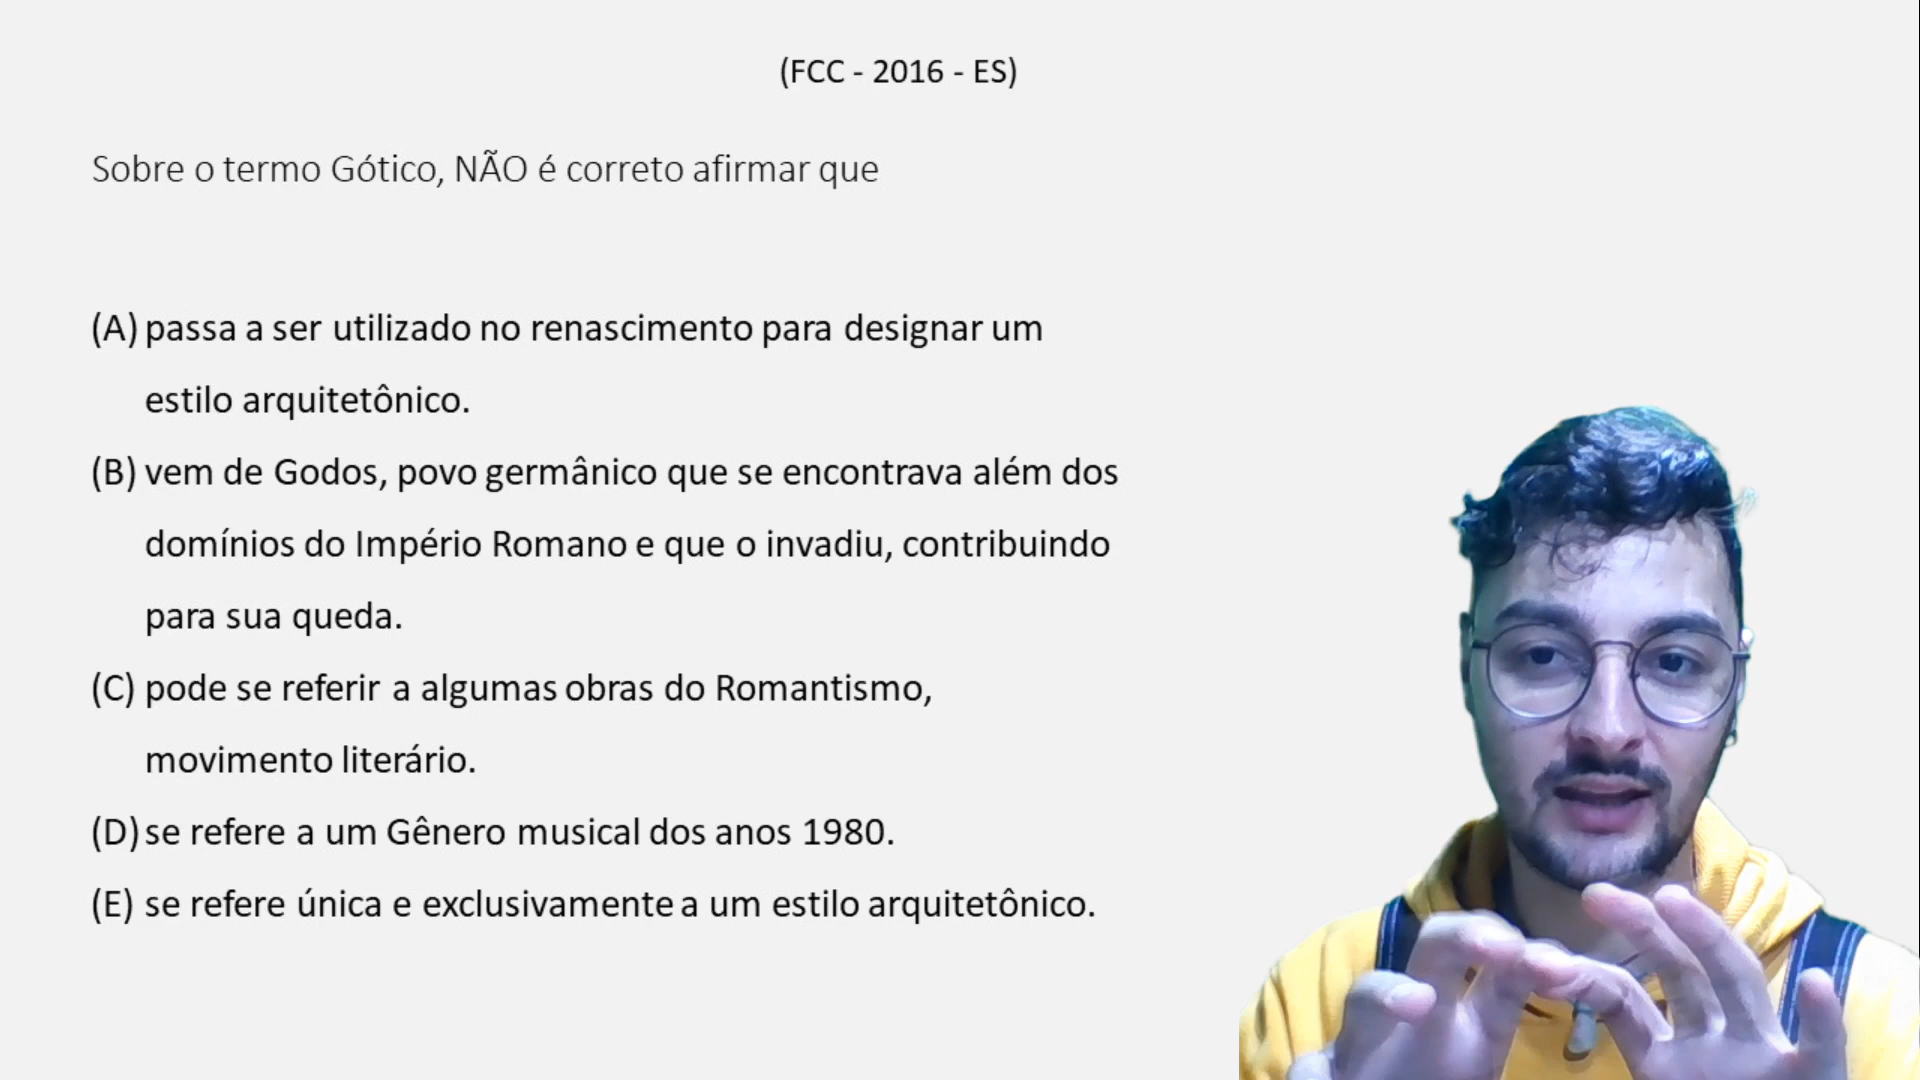 (FCC - 2016 - ES)
Sobre o termo Gótico, NÃO é correto afirmar que
(A) passa a ser utilizado no renascimento para designar um
estilo arquitetônico.
(B) vem de Godos, povo germânico que se encontrava além dos
domínios do Império Romano e que o invadiu, contribuindo
para sua queda.
(C) pode se referir a algumas obras do Romantismo,
movimento literário.
(D) se refere a um Gênero musical dos anos 1980.
(E) se refere única e exclusivamente a um estilo arquitetônico.